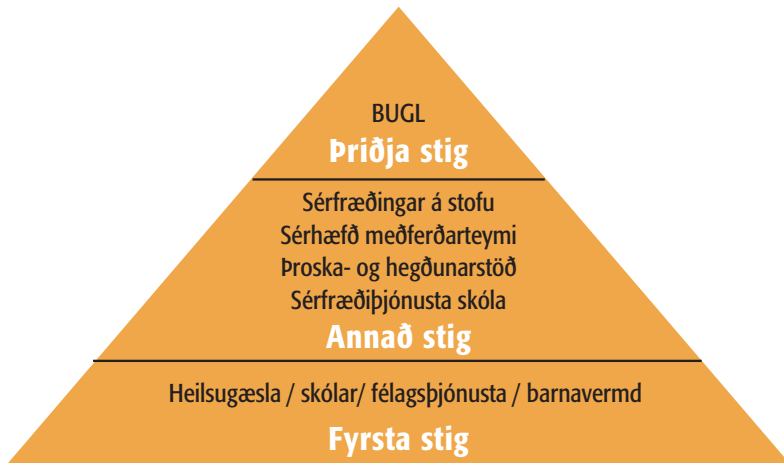 BUGL
Þriðja stig
Sérfræðingar á stofu
Sérhæfð meðferðarteymi
Þroska- og hegðunarstöð
Sérfræðiþjónusta skóla
Annað stig
Heilsugæsla / skólar/ félagsþjónusta / barnavermd
Fyrsta stig